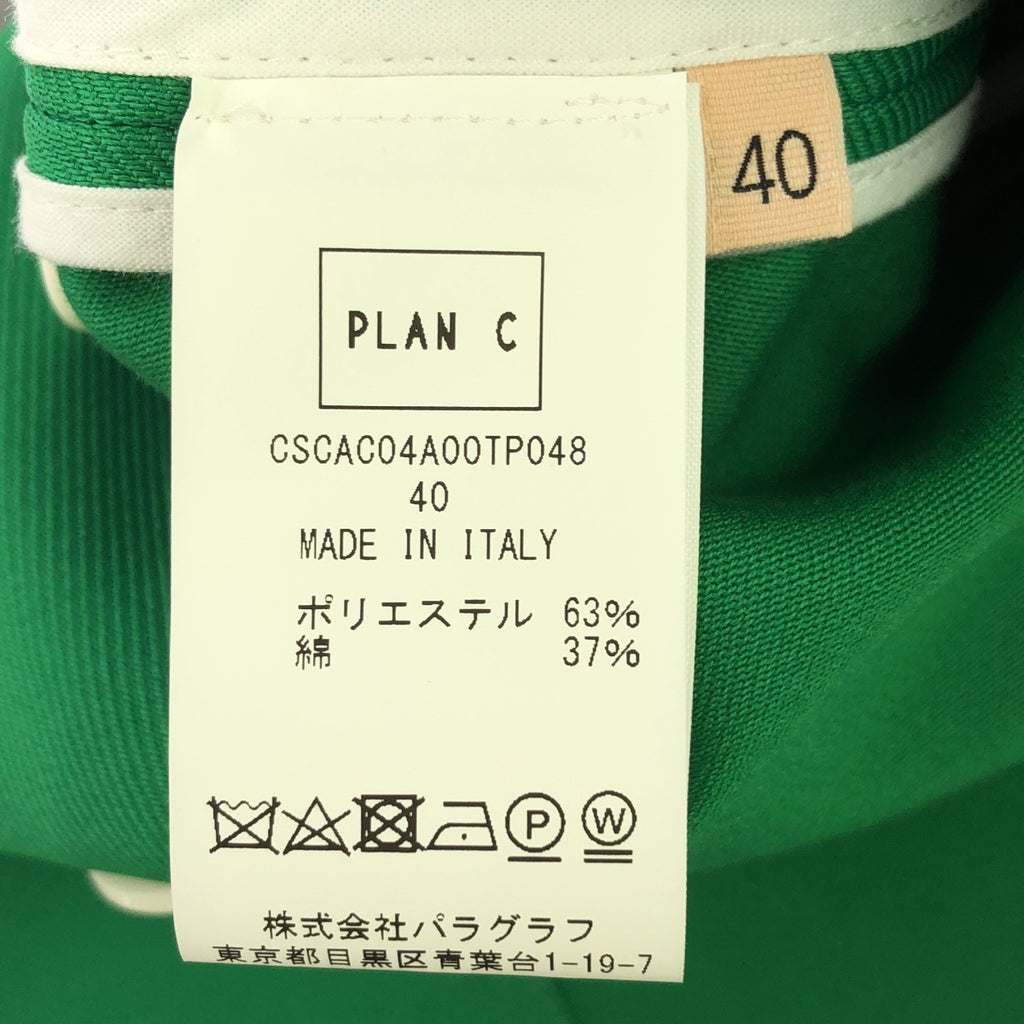 40
PLAN C
CSCAC04A00TP048
40
MADE IN ITALY
ポリエステル 63%
綿 37%
P W
株式会社パラグラフ
東京都目黒区青葉台1-19-7